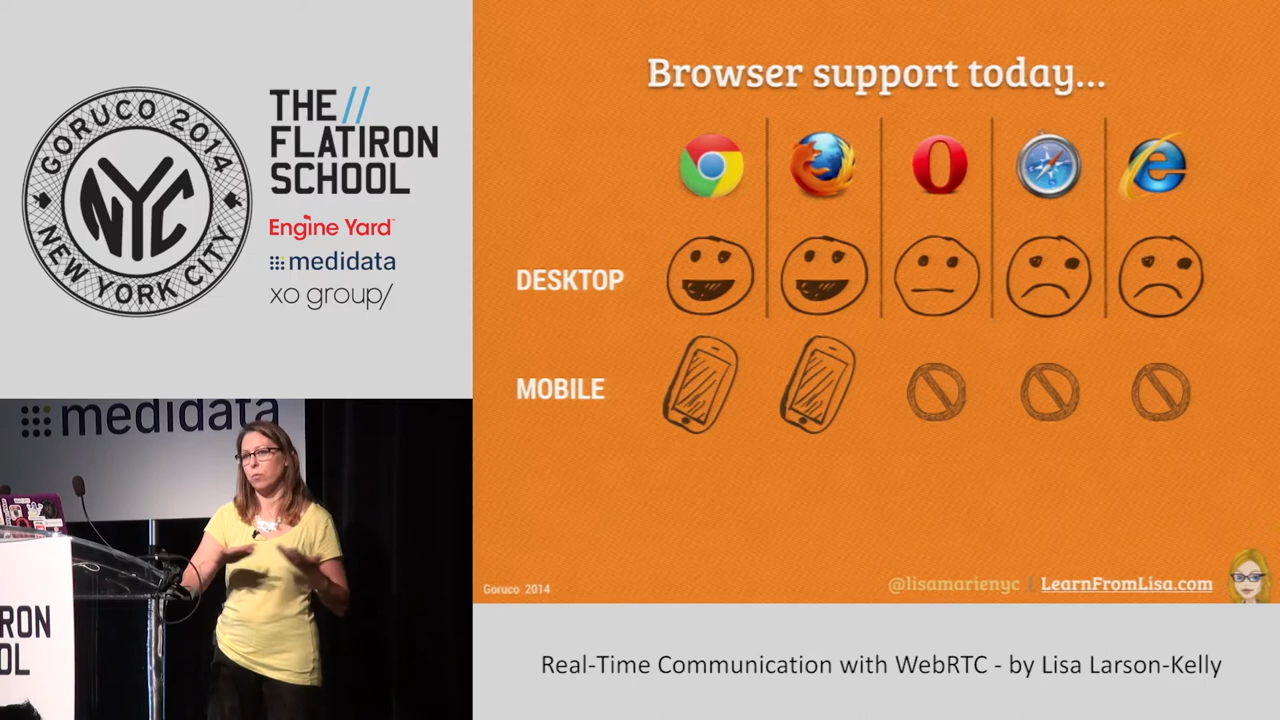 GORUCO 2014
NYC
NEW YORK CITY
THE //
FLATIRON
SCHOOL
Engine Yard
medidata
xo group/
Browser support today...
DESKTOP
MOBILE
Goruco 2014
@lisamarienyc | LearnFromLisa.com
medidata
RON
OL
Real-Time Communication with WebRTC - by Lisa Larson-Kelly